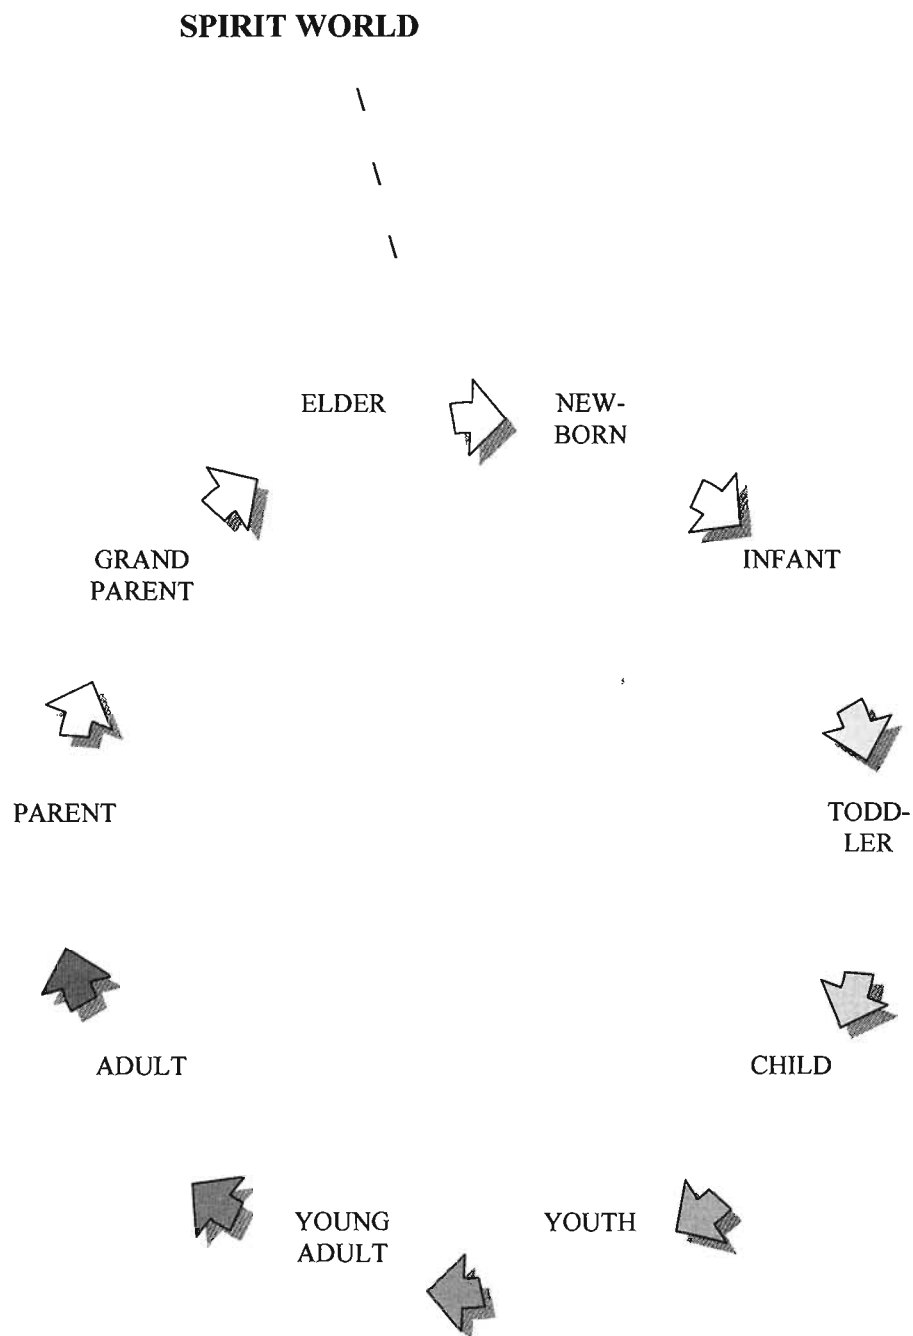 SPIRIT WORLD
ELDER
NEW-
BORN
INFANT
TODD-
LER
CHILD
YOUTH
YOUNG
ADULT
ADULT
PARENT
GRAND
PARENT